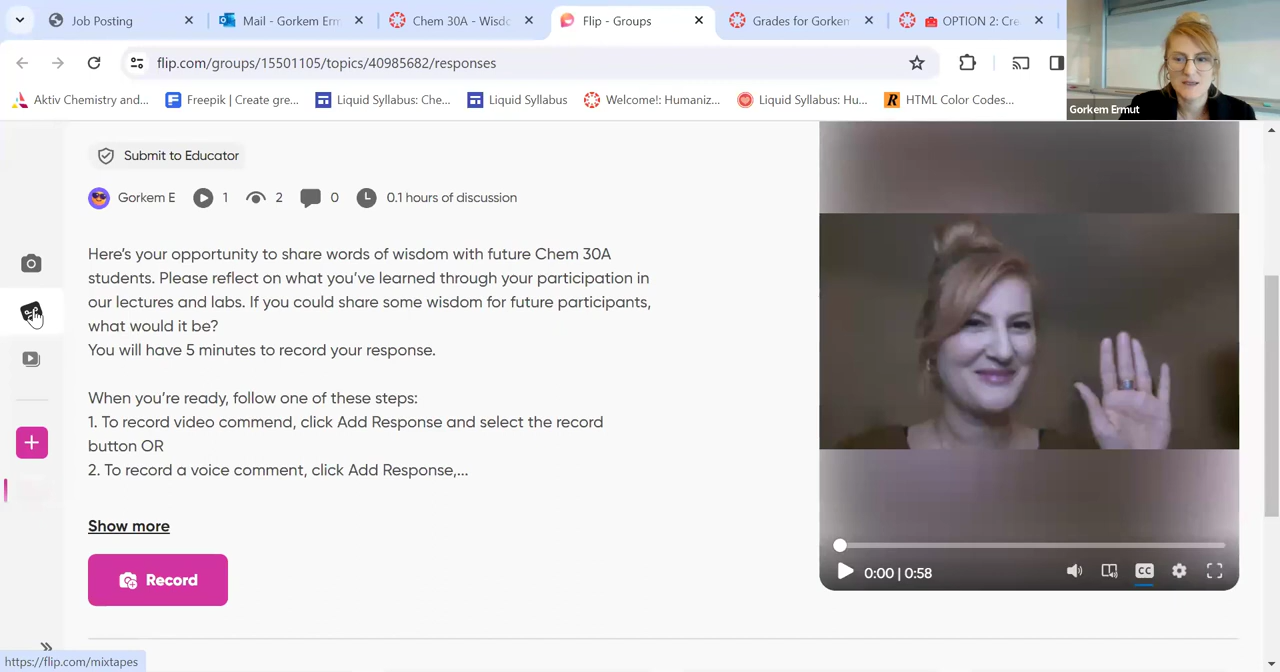 Job Posting
Mail - Gorkem Erm
Chem 30A - Wisdo
Flip - Groups
Grades for Gorkem
OPTION 2: Cre
flip.com/groups/15501105/topics/40985682/responses
Aktiv Chemistry and...
Freepik | Create gre...
Liquid Syllabus: Che...
Liquid Syllabus
Welcome!: Humaniz...
Liquid Syllabus: Hu...
HTML Color Codes...
Gorkem Ermut
Submit to Educator
Gorkem E 1 2 0 0.1 hours of discussion
Here's your opportunity to share words of wisdom with future Chem 30A
students. Please reflect on what you've learned through your participation in
our lectures and labs. If you could share some wisdom for future participants,
what would it be?
You will have 5 minutes to record your response.
When you're ready, follow one of these steps:
1. To record video commend, click Add Response and select the record
button OR
2. To record a voice comment, click Add Response,...
Show more
Record
0:00 | 0:58
CC
https://flip.com/mixtapes